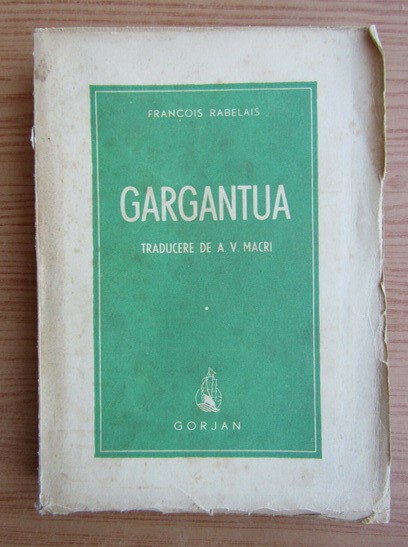 FRANÇOIS RABELAIS
GARGANTUA
TRADUCERE DE A. V. MACRI
GORJAN